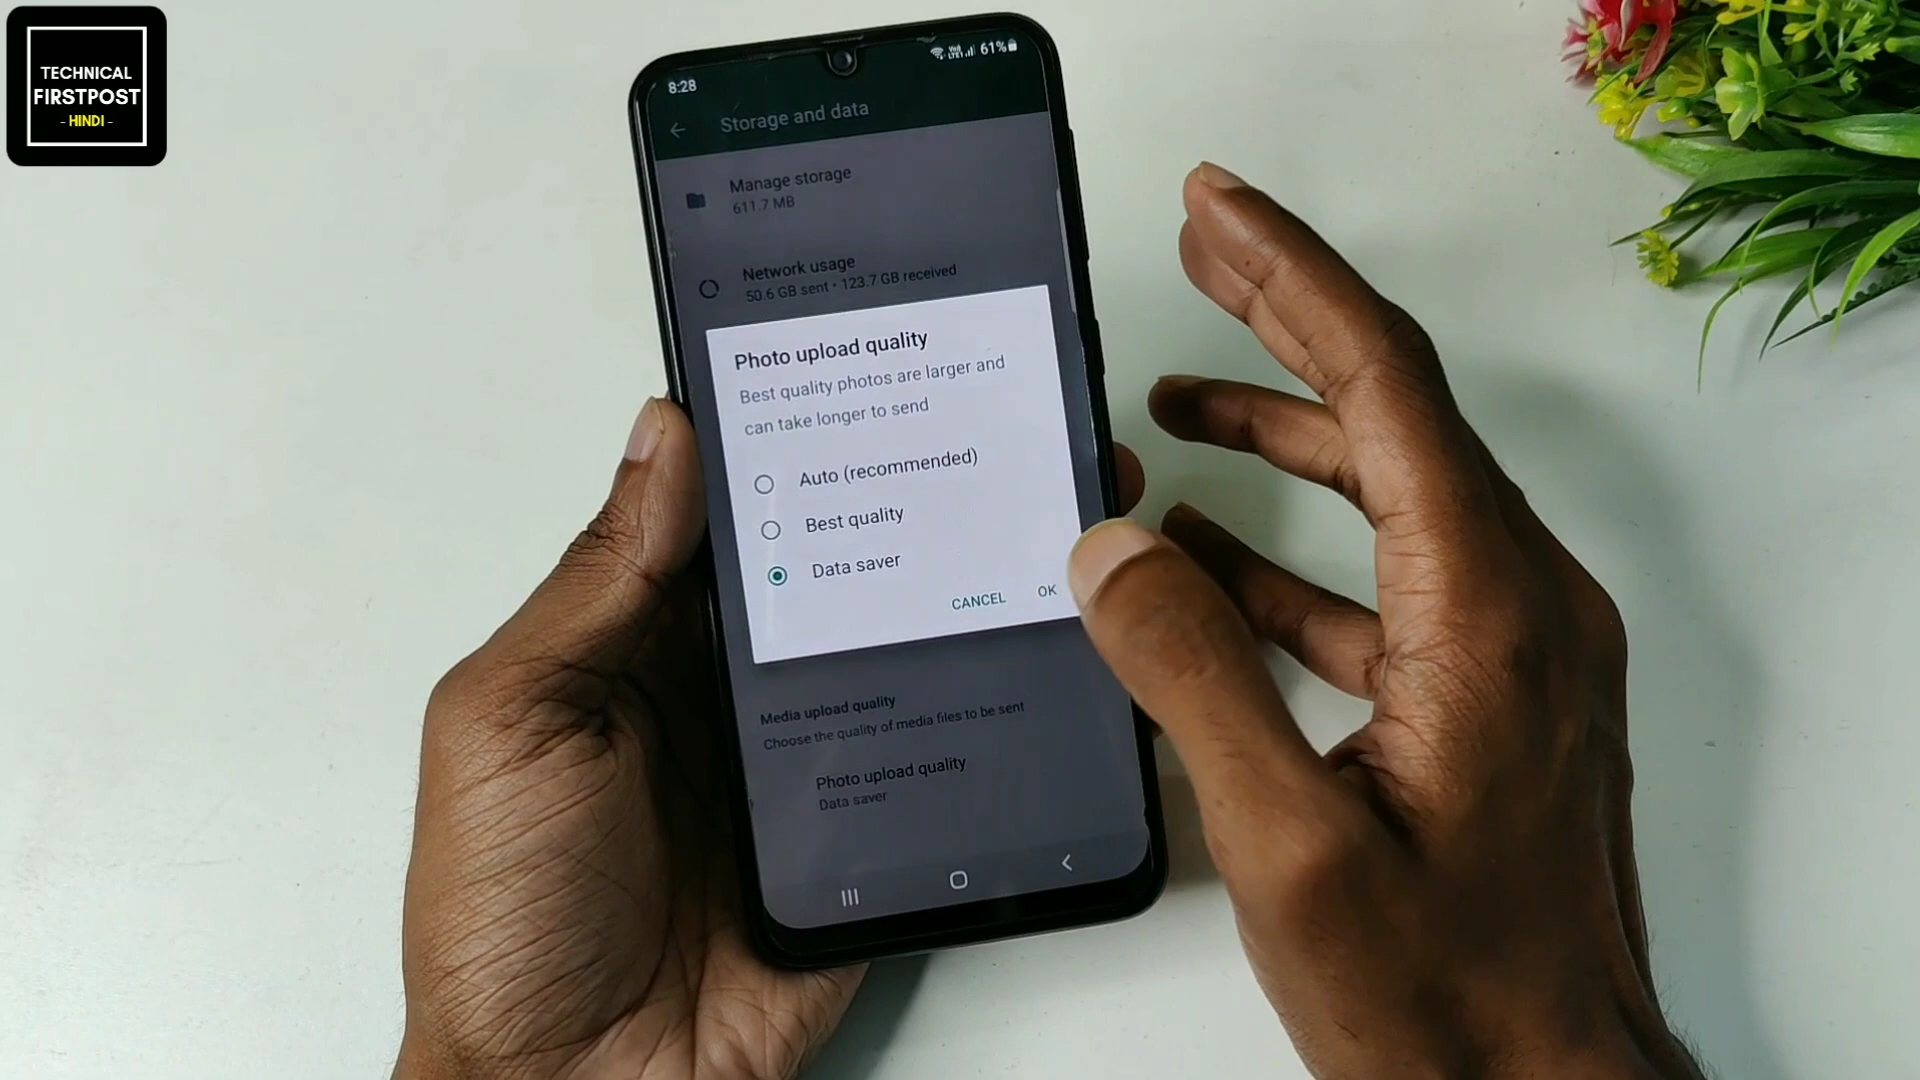 TECHNICAL
FIRSTPOST
- HINDI -
8:28
61%
Storage and data
Manage storage
611.7 MB
Network usage
50.6 GB sent • 123.7 GB received
Photo upload quality
Best quality photos are larger and
can take longer to send
Auto (recommended)
Best quality
Data saver
CANCEL OK
Media upload quality
Choose the quality of media files to be sent
Photo upload quality
Data saver